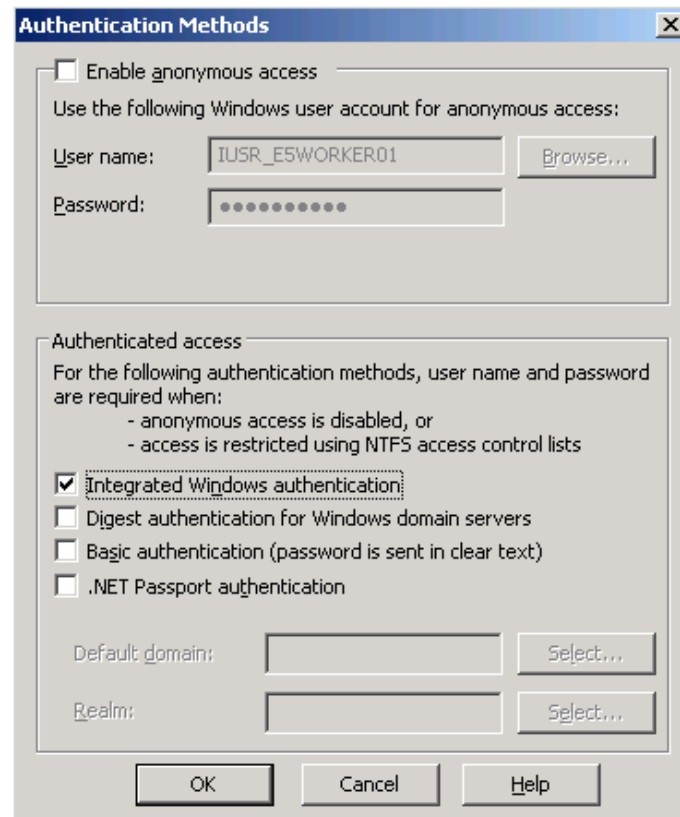 Authentication Methods
Enable anonymous access
Use the following Windows user account for anonymous access:
User name: IUSR_E5WORKER01 Browse...
Password: ●●●●●●●●●●
Authenticated access
For the following authentication methods, user name and password
are required when:
- anonymous access is disabled, or
- access is restricted using NTFS access control lists
Integrated Windows authentication
Digest authentication for Windows domain servers
Basic authentication (password is sent in clear text)
.NET Passport authentication
Default domain: Select...
Realm: Select...
OK Cancel Help